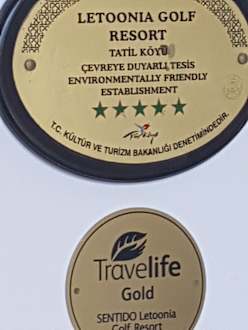 LETOONIA GOLF
RESORT
TATİL KÖYÜ
ÇEVREYE DUYARLI TESİS
ENVIRONMENTALLY FRIENDLY
ESTABLISHMENT
Türkiye
T.C. KÜLTÜR VE TURİZM BAKANLIĞI DENETİMİNDEDİR.
Travelife
Gold
SENTIDO Letoonia
Golf Resort